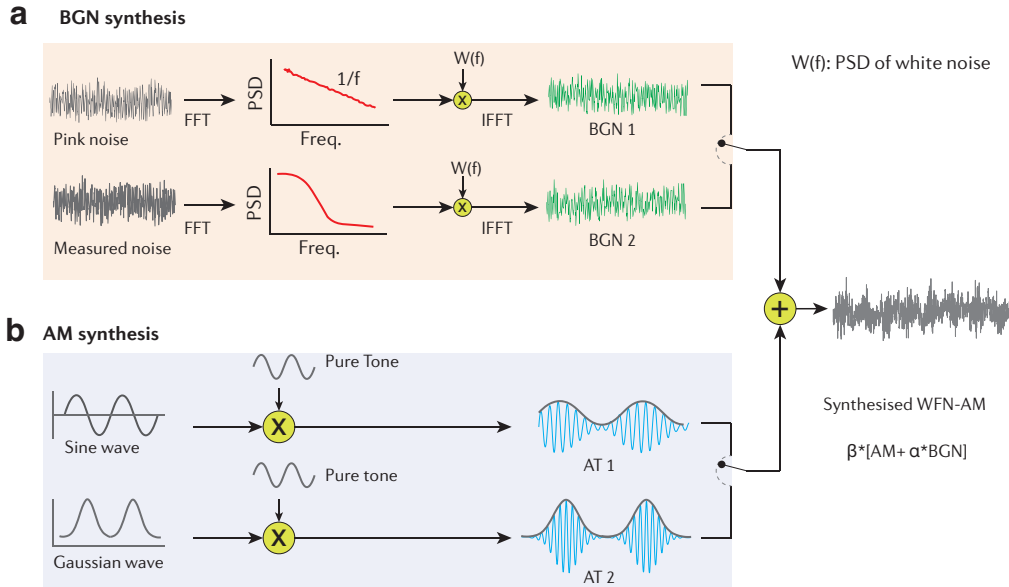 a BGN synthesis
W(f): PSD of white noise
PSD
1/f
W(f)
X
FFT
IFFT
Pink noise
Freq.
BGN 1
PSD
W(f)
X
FFT
IFFT
Measured noise
Freq.
BGN 2
+
b AM synthesis
Pure Tone
X
Sine wave
AT 1
Pure tone
X
Gaussian wave
AT 2
Synthesised WFN-AM
β*[AM+ α*BGN]